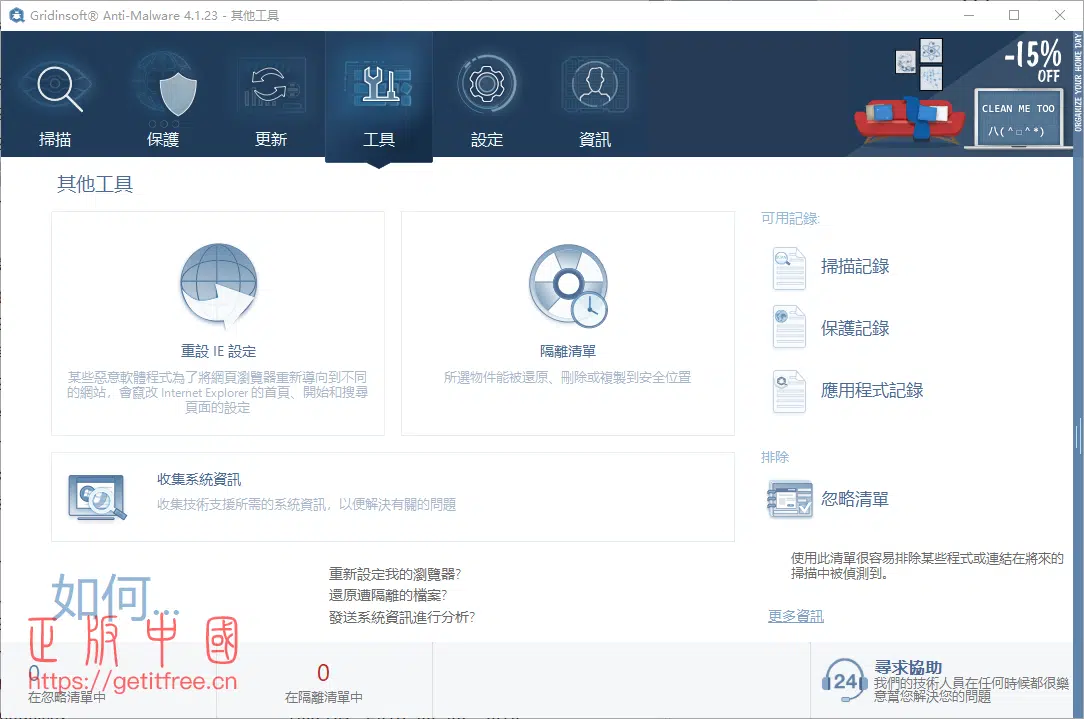 Gridinsoft® Anti-Malware 4.1.23 - 其他工具
-15%
OFF
ORGANIZE YOUR HOME DAY
CLEAN ME TOO
八(^□^*)
掃描
保護
更新
工具
設定
資訊
其他工具
重設 IE 設定
某些惡意軟體程式為了將網頁瀏覽器重新導向到不同
的網站，會竄改 Internet Explorer 的首頁、開始和搜尋
頁面的設定
隔離清單
所選物件能被還原、刪除或複製到安全位置
收集系統資訊
收集技術支援所需的系統資訊，以便解決有關的問題
可用記錄:
掃描記錄
保護記錄
應用程式記錄
排除
忽略清單
使用此清單很容易排除某些程式或連結在將來的
掃描中被偵測到。
更多資訊
如何...
重新設定我的瀏覽器?
還原遭隔離的檔案?
發送系統資訊進行分析?
正版中國
https://getitfree.cn
0
在忽略清單中
0
在隔離清單中
24
尋求協助
我們的技術人員在任何時候都很樂
意幫您解決您的問題